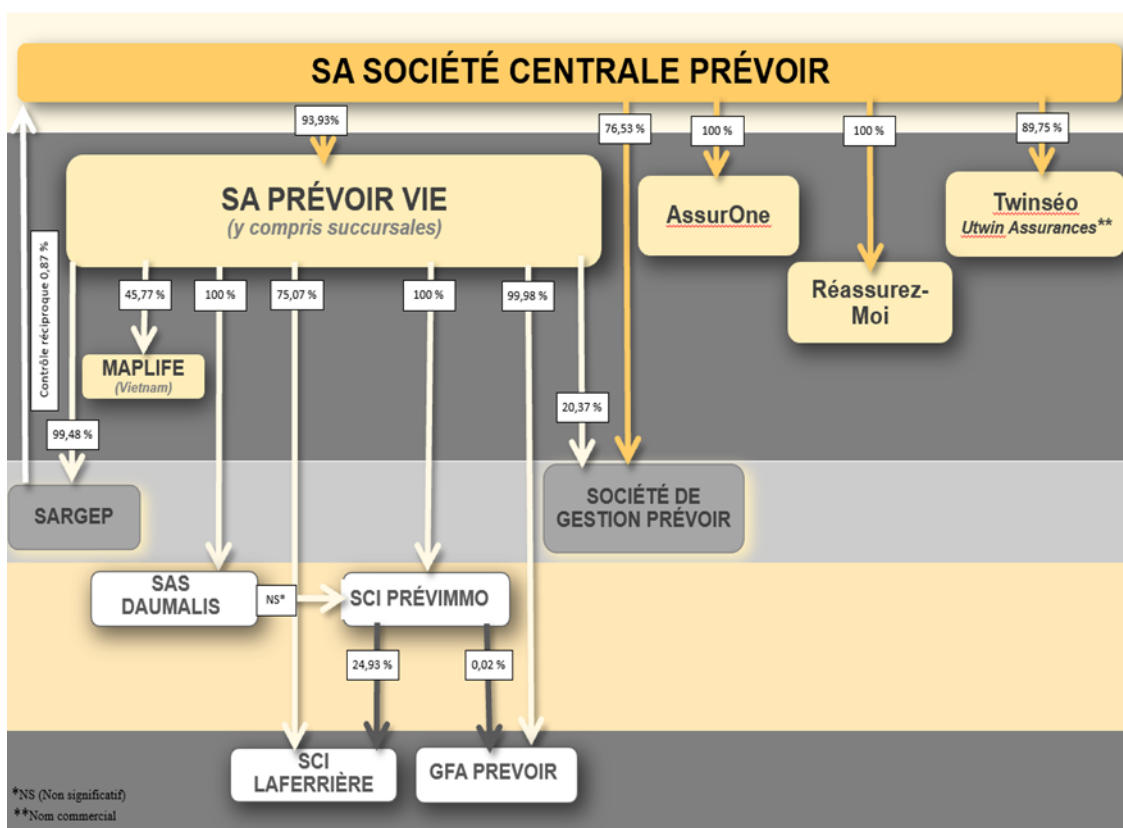 SA SOCIÉTÉ CENTRALE PRÉVOIR
93,93%
76,53 %
100 %
100 %
89,75 %
SA PRÉVOIR VIE
(y compris succursales)
AssurOne
Twinséo
Utwin Assurances**
Réassurez-
Moi
Contrôle réciproque 0,87 %
45,77 %
100 %
75,07 %
100 %
99,98 %
MAPLIFE
(Vietnam)
99,48 %
20,37 %
SARGEP
SOCIÉTÉ DE
GESTION PRÉVOIR
SAS
DAUMALIS
NS*
SCI PRÉVIMMO
24,93 %
0,02 %
SCI
LAFERRIÈRE
GFA PREVOIR
*NS (Non significatif)
**Nom commercial